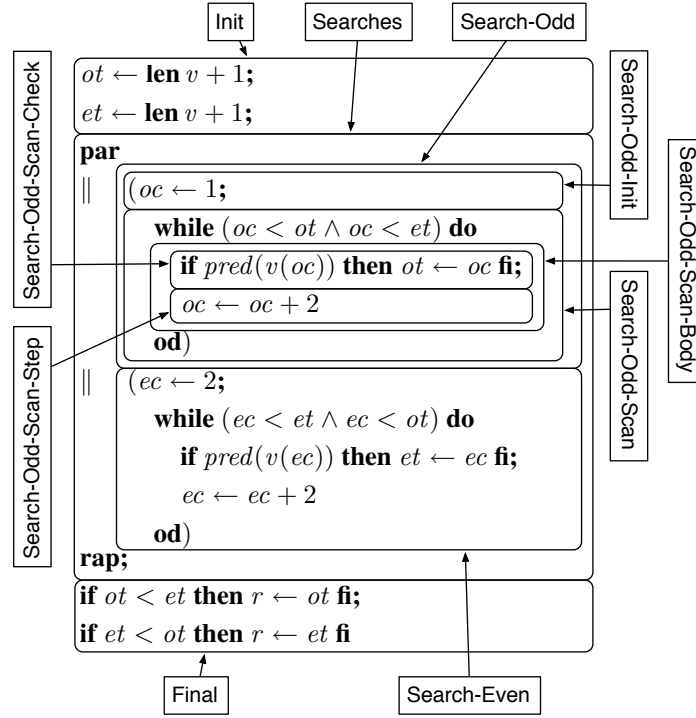 Init
Searches
Search-Odd
Search-Odd-Scan-Check
Search-Odd-Init
Search-Odd-Scan-Body
ot ← len v + 1;
et ← len v + 1;
par
|| (oc ← 1;
while (oc < ot ∧ oc < et) do
if pred(v(oc)) then ot ← oc fi;
oc ← oc + 2
od)
Search-Odd-Scan-Step
Search-Odd-Scan
|| (ec ← 2;
while (ec < et ∧ ec < ot) do
if pred(v(ec)) then et ← ec fi;
ec ← ec + 2
od)
rap;
if ot < et then r ← ot fi;
if et < ot then r ← et fi
Final
Search-Even